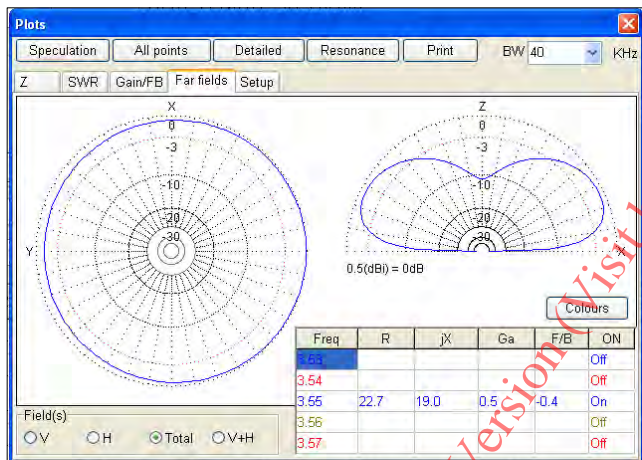 Plots
Speculation All points Detailed Resonance Print BW 40 KHz
Z SWR Gain/FB Far fields Setup
X
0
-3
-10
-20
-30
Y
Z
0
-3
-10
-20
-30
X
0.5(dBi) = 0dB
Colours
Freq R jX Ga F/B ON
3.53 Off
3.54 Off
3.55 22.7 19.0 0.5 -0.4 On
3.56 Off
3.57 Off
Field(s)
V H Total V+H
Version (Visit